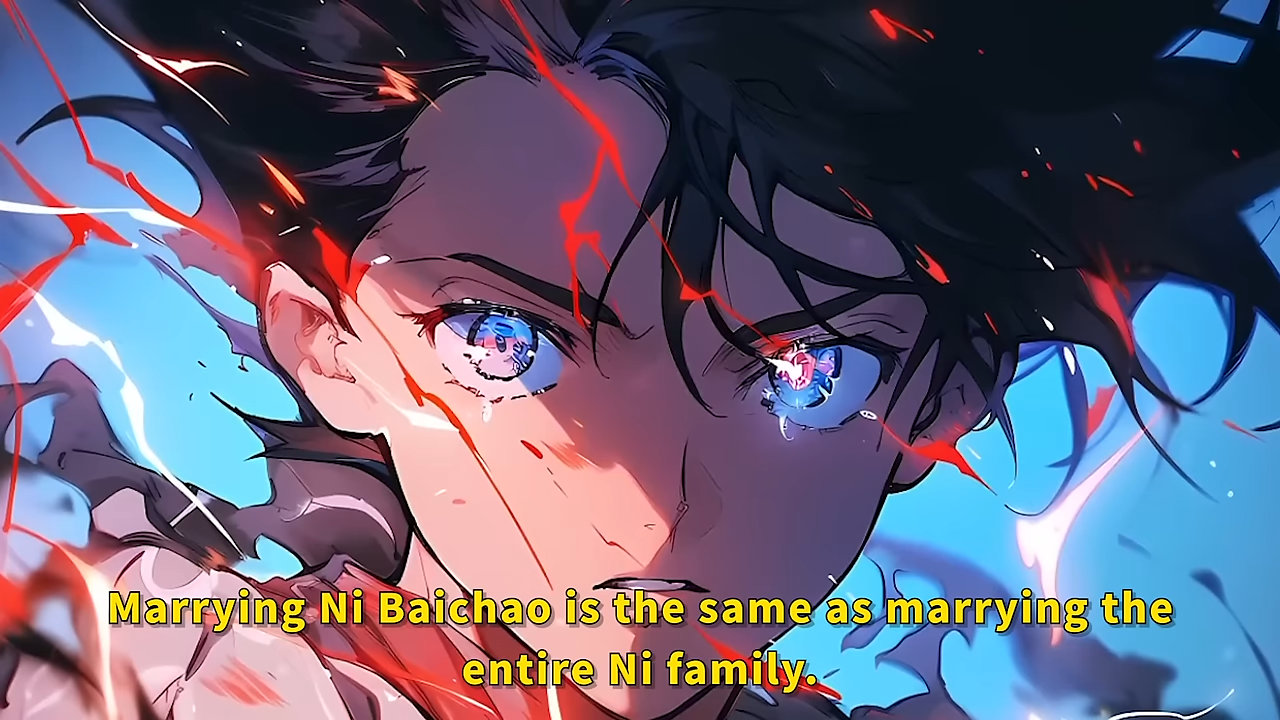 Marrying Ni Baichao is the same as marrying the
entire Ni family.